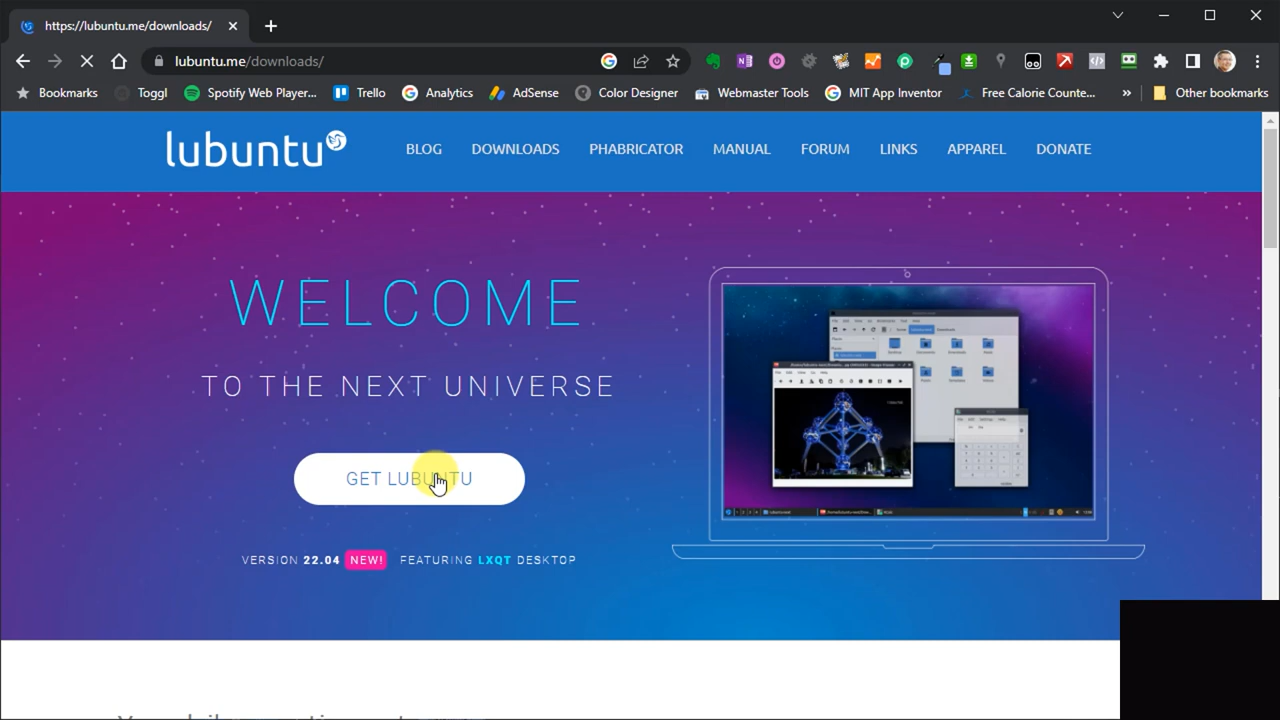 https://lubuntu.me/downloads/
lubuntu.me/downloads/
Bookmarks Toggl Spotify Web Player... Trello Analytics AdSense Color Designer Webmaster Tools MIT App Inventor Free Calorie Counte... » Other bookmarks
lubuntu BLOG DOWNLOADS PHABRICATOR MANUAL FORUM LINKS APPAREL DONATE
WELCOME
TO THE NEXT UNIVERSE
GET LUBUNTU
VERSION 22.04 NEW! FEATURING LXQT DESKTOP